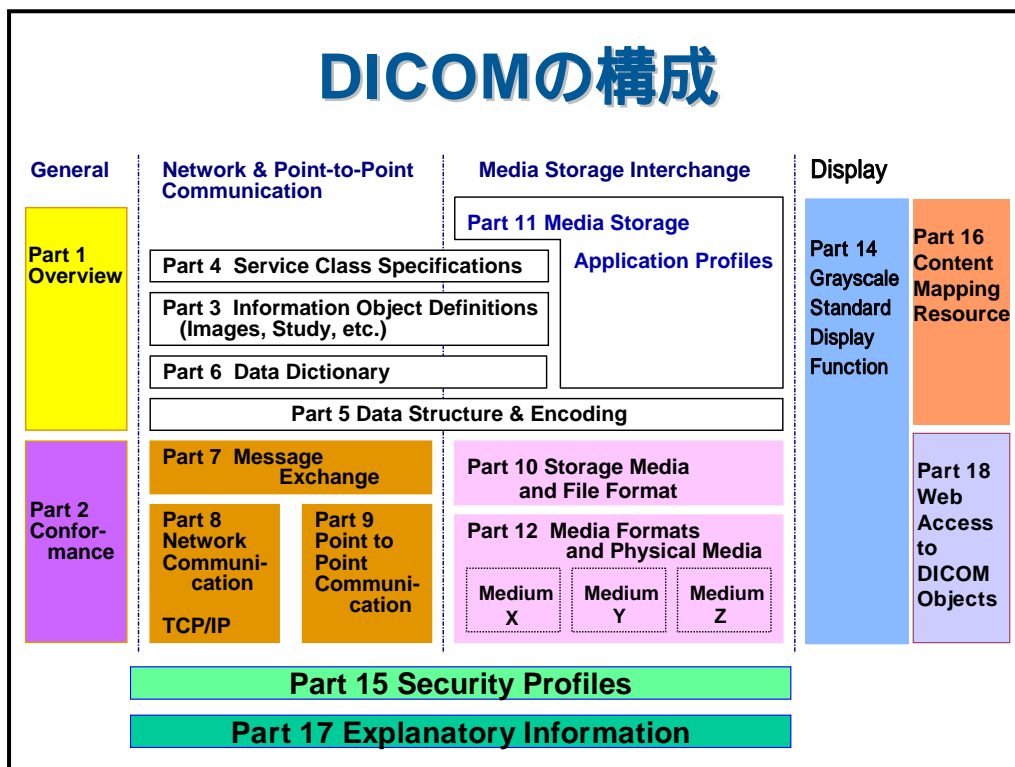 DICOMの構成
General
Network & Point-to-Point
Communication
Media Storage Interchange
Display
Part 1
Overview
Part 2
Confor-
mance
Part 4 Service Class Specifications
Part 3 Information Object Definitions
(Images, Study, etc.)
Part 6 Data Dictionary
Part 11 Media Storage
Application Profiles
Part 5 Data Structure & Encoding
Part 7 Message
Exchange
Part 8
Network
Communi-
cation
TCP/IP
Part 9
Point to
Point
Communi-
cation
Part 10 Storage Media
and File Format
Part 12 Media Formats
and Physical Media
Medium
X
Medium
Y
Medium
Z
Part 14
Grayscale
Standard
Display
Function
Part 16
Content
Mapping
Resource
Part 18
Web
Access
to
DICOM
Objects
Part 15 Security Profiles
Part 17 Explanatory Information